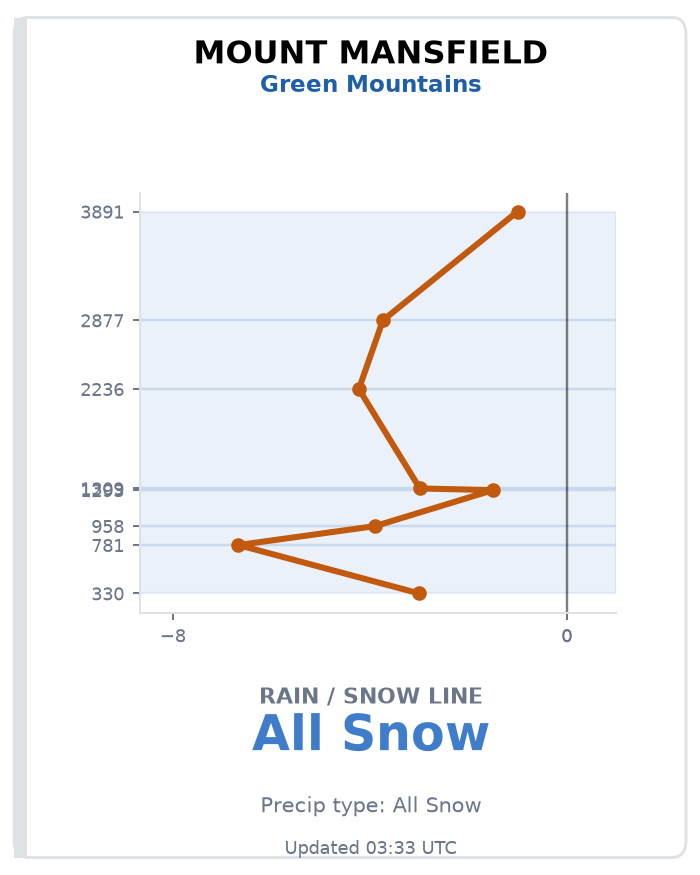 MOUNT MANSFIELD
Green Mountains
3891
2877
2236
958
781
330
−8 0
RAIN / SNOW LINE
All Snow
Precip type: All Snow
Updated 03:33 UTC